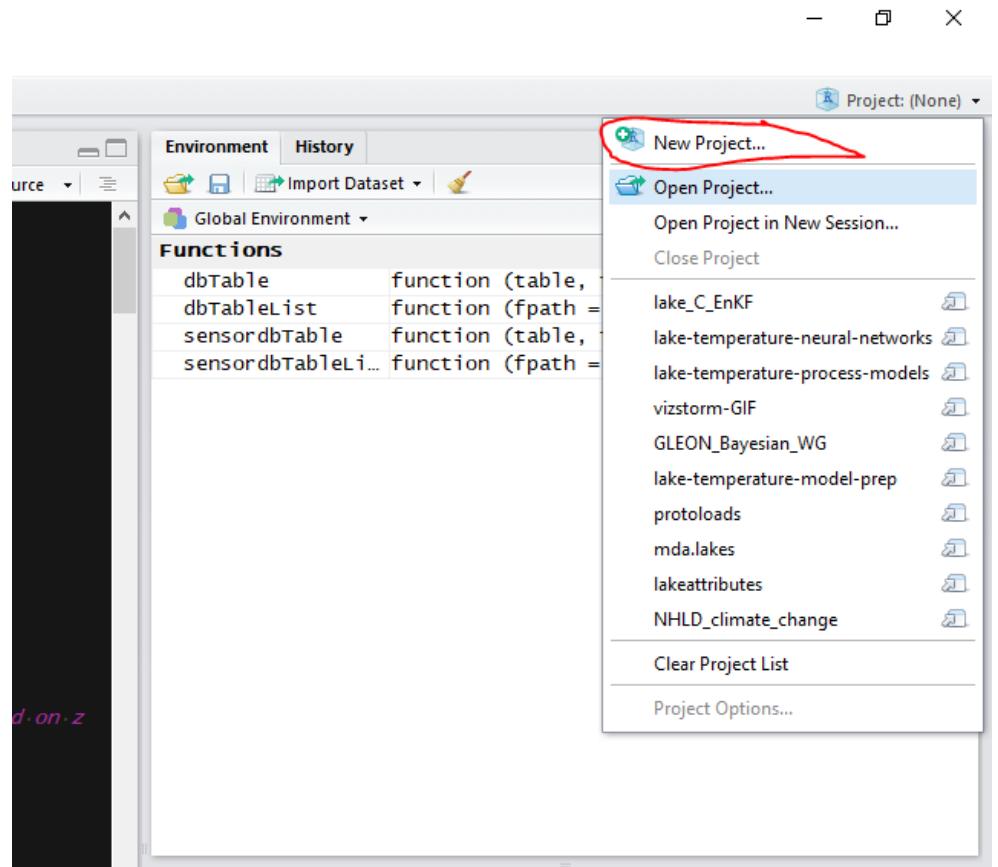 Project: (None)
Environment History
New Project...
urce
Import Dataset
Open Project...
Global Environment
Open Project in New Session...
Functions
Close Project
dbTable function (table,
dbTableList function (fpath =
sensordbTable function (table,
sensordbTableLi… function (fpath =
lake_C_EnKF
lake-temperature-neural-networks
lake-temperature-process-models
vizstorm-GIF
GLEON_Bayesian_WG
lake-temperature-model-prep
protoloads
mda.lakes
lakeattributes
NHLD_climate_change
Clear Project List
Project Options...
d·on·z